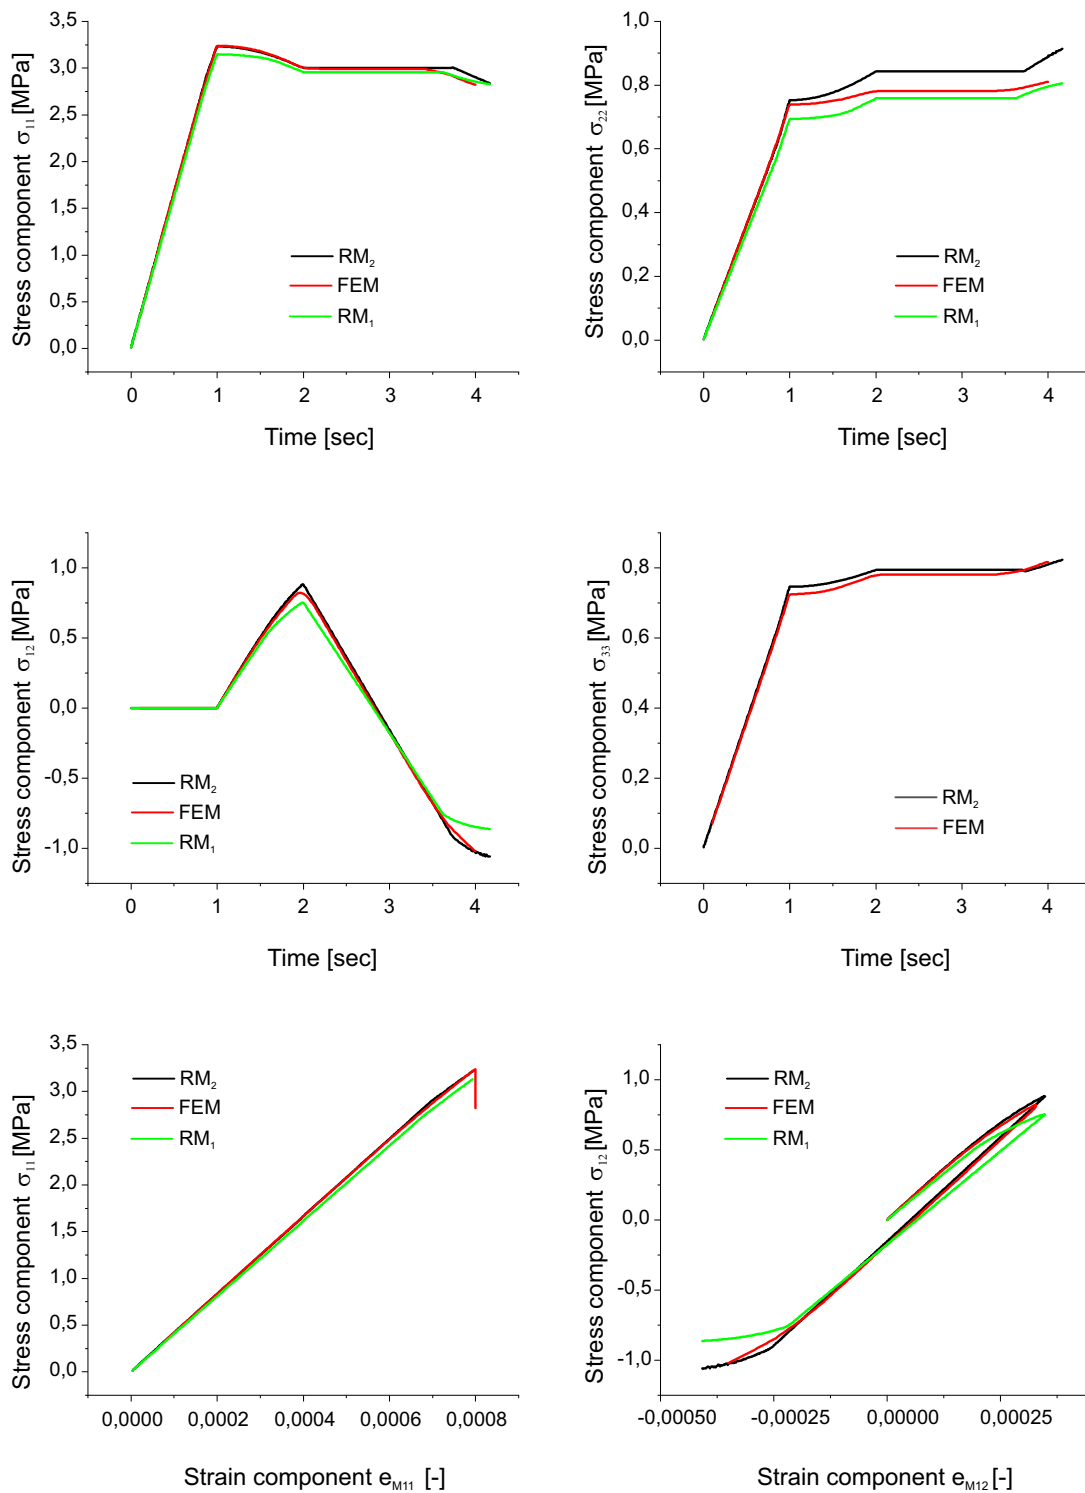 3,5
3,0
2,5
2,0
1,5
1,0
0,5
0,0
Stress component σ₁₁ [MPa]
RM₂
FEM
RM₁
0 1 2 3 4
Time [sec]
1,0
0,8
0,6
0,4
0,2
0,0
Stress component σ₂₂ [MPa]
RM₂
FEM
RM₁
0 1 2 3 4
Time [sec]
1,0
0,5
0,0
-0,5
-1,0
Stress component σ₁₂ [MPa]
RM₂
FEM
RM₁
0 1 2 3 4
Time [sec]
0,8
0,6
0,4
0,2
0,0
Stress component σ₃₃ [MPa]
RM₂
FEM
0 1 2 3 4
Time [sec]
3,5
3,0
2,5
2,0
1,5
1,0
0,5
0,0
Stress component σ₁₁ [MPa]
RM₂
FEM
RM₁
0,0000 0,0002 0,0004 0,0006 0,0008
Strain component e_M11 [-]
1,0
0,5
0,0
-0,5
-1,0
Stress component σ₁₂ [MPa]
RM₂
FEM
RM₁
-0,00050 -0,00025 0,00000 0,00025
Strain component e_M12 [-]